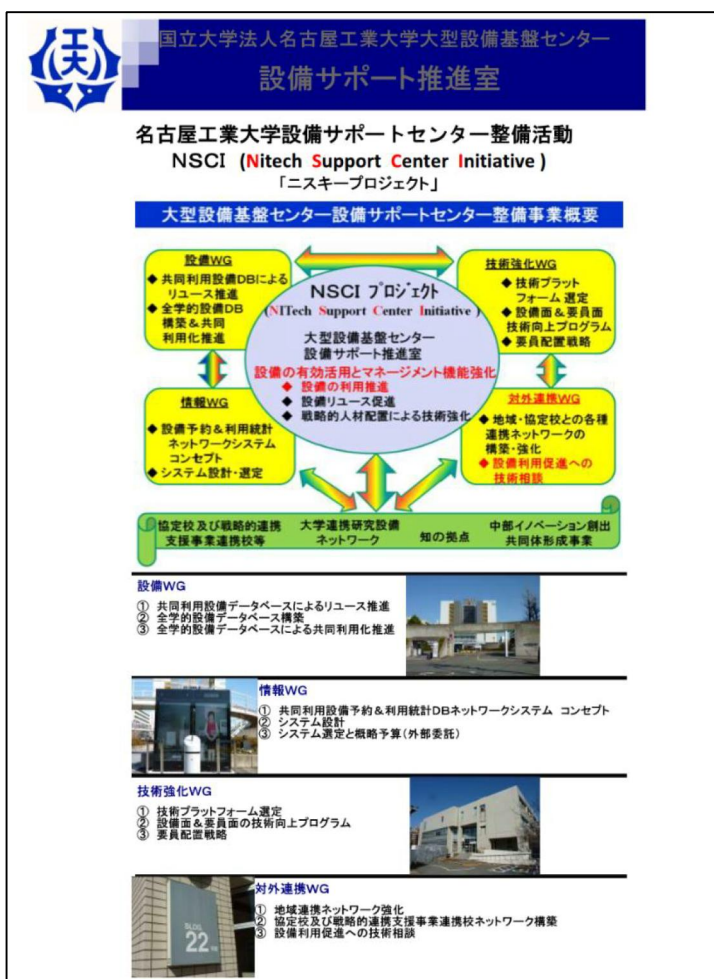 工大
国立大学法人名古屋工業大学大型設備基盤センター
設備サポート推進室
名古屋工業大学設備サポートセンター整備活動
NSCI (Nitech Support Center Initiative)
「ニスキープロジェクト」
大型設備基盤センター設備サポートセンター整備事業概要
設備WG
◆ 共同利用設備DBによる
リユース推進
◆ 全学的設備DB
構築&共同
利用化推進
NSCI プロジェクト
(NITech Support Center Initiative)
大型設備基盤センター
設備サポート推進室
設備の有効活用とマネージメント機能強化
◆ 設備の利用推進
◆ 設備リユース促進
◆ 戦略的人材配置による技術強化
技術強化WG
◆ 技術プラット
フォーム 選定
◆ 設備面&要員面
技術向上プログラム
◆ 要員配置戦略
情報WG
◆ 設備予約&利用統計
ネットワークシステム
コンセプト
◆ システム設計・選定
対外連携WG
◆ 地域・協定校との各種
連携ネットワークの
構築・強化
◆ 設備利用促進への
技術相談
協定校及び戦略的連携
支援事業連携校等
大学連携研究設備
ネットワーク
知の拠点
中部イノベーション創出
共同体形成事業
設備WG
① 共同利用設備データベースによるリユース推進
② 全学的設備データベース構築
③ 全学的設備データベースによる共同利用化推進
情報WG
① 共同利用設備予約&利用統計DBネットワークシステム コンセプト
② システム設計
③ システム選定と概略予算(外部委託)
技術強化WG
① 技術プラットフォーム選定
② 設備面&要員面の技術向上プログラム
③ 要員配置戦略
対外連携WG
① 地域連携ネットワーク強化
② 協定校及び戦略的連携支援事業連携校ネットワーク構築
③ 設備利用促進への技術相談
BLDG.
22